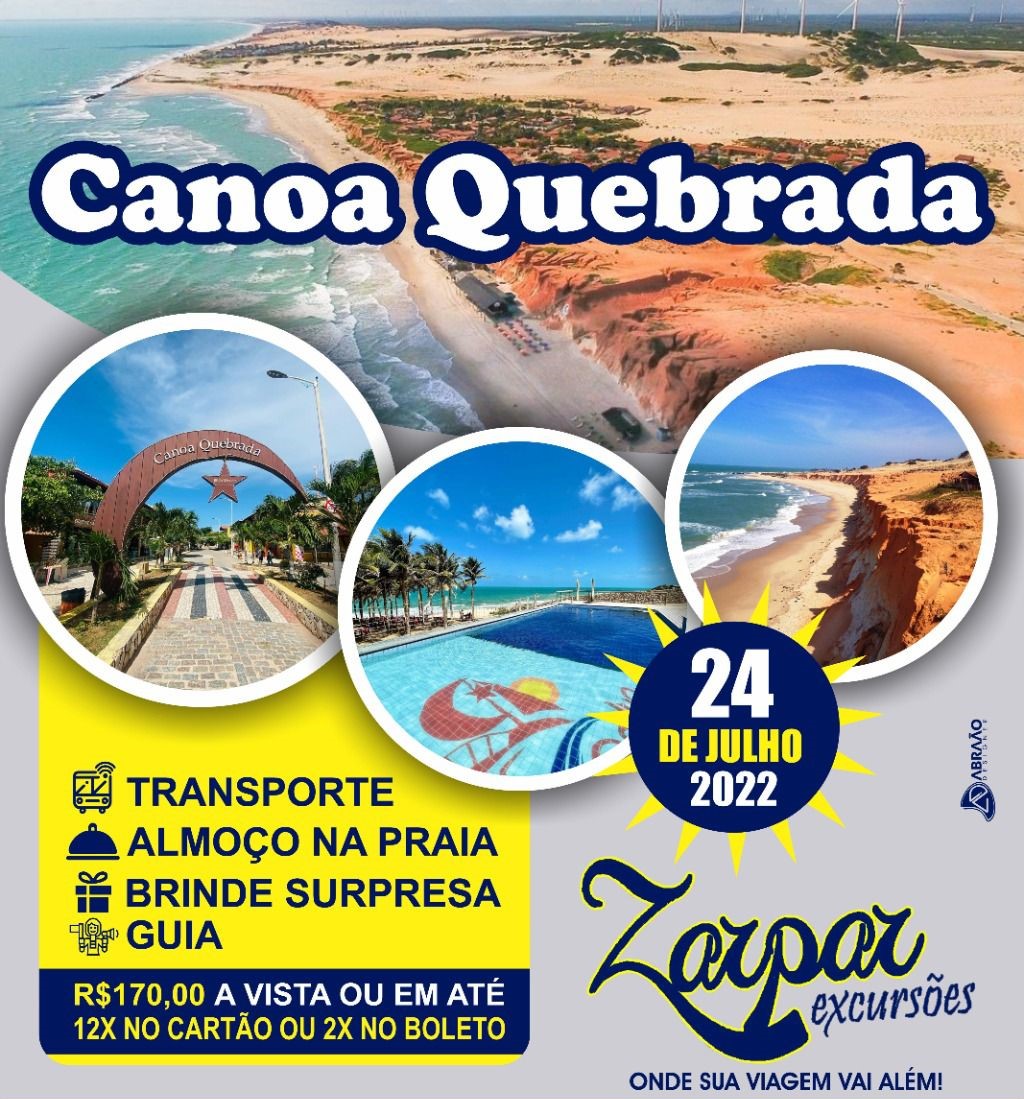 Canoa Quebrada
Canoa Quebrada
24
DE JULHO
2022
TRANSPORTE
ALMOÇO NA PRAIA
BRINDE SURPRESA
GUIA
R$170,00 A VISTA OU EM ATÉ
12X NO CARTÃO OU 2X NO BOLETO
ABRAÃO
DESIGNTE
Zarpar
excursões
ONDE SUA VIAGEM VAI ALÉM!